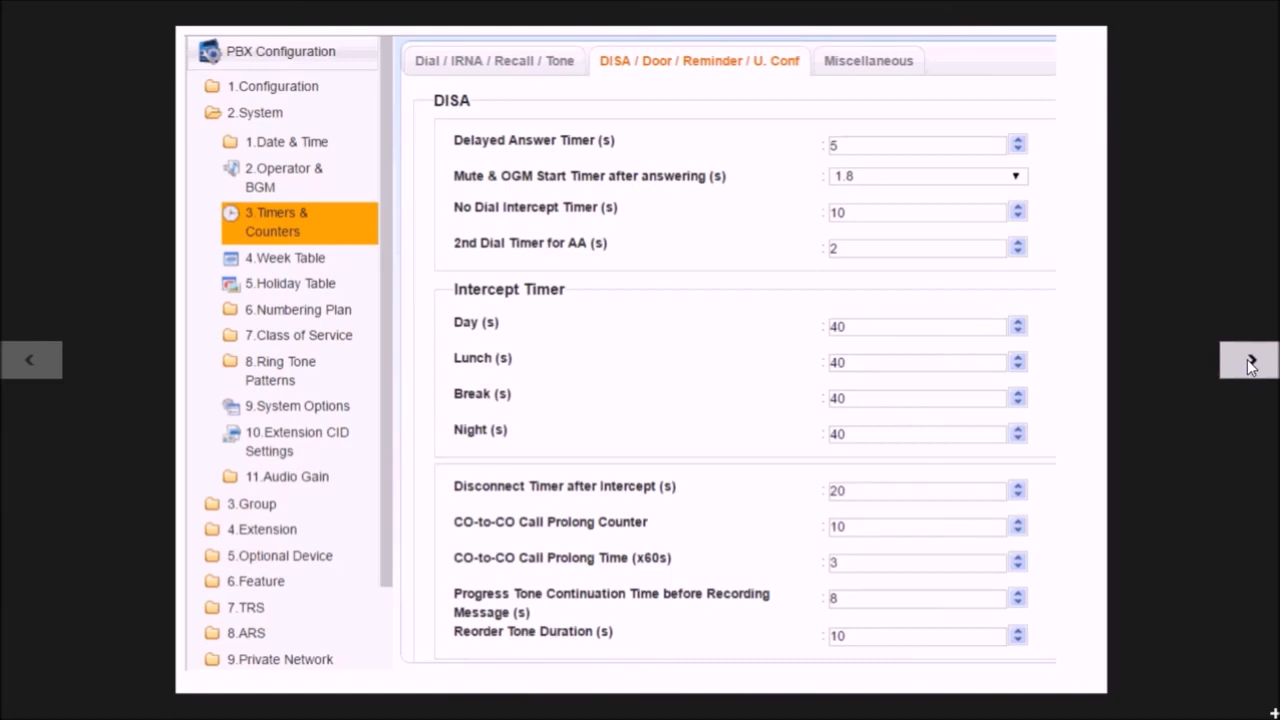 PBX Configuration
1.Configuration
2.System
1.Date & Time
2.Operator &
BGM
3.Timers &
Counters
4.Week Table
5.Holiday Table
6.Numbering Plan
7.Class of Service
8.Ring Tone
Patterns
9.System Options
10.Extension CID
Settings
11.Audio Gain
3.Group
4.Extension
5.Optional Device
6.Feature
7.TRS
8.ARS
9.Private Network
Dial / IRNA / Recall / Tone DISA / Door / Reminder / U. Conf Miscellaneous
DISA
Delayed Answer Timer (s) : 5
Mute & OGM Start Timer after answering (s) : 1.8
No Dial Intercept Timer (s) : 10
2nd Dial Timer for AA (s) : 2
Intercept Timer
Day (s) : 40
Lunch (s) : 40
Break (s) : 40
Night (s) : 40
Disconnect Timer after Intercept (s) : 20
CO-to-CO Call Prolong Counter : 10
CO-to-CO Call Prolong Time (x60s) : 3
Progress Tone Continuation Time before Recording
Message (s) : 8
Reorder Tone Duration (s) : 10